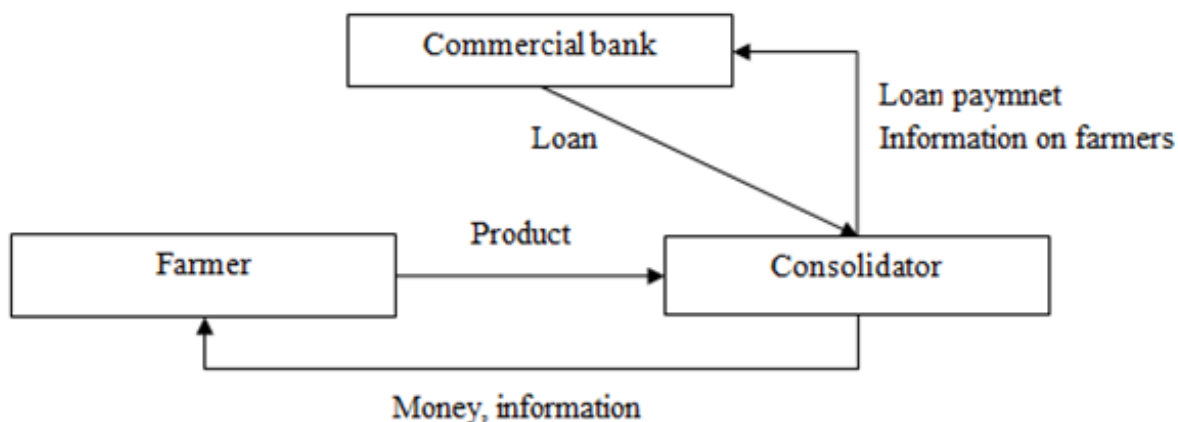 Commercial bank
Loan paymnet
Information on farmers
Loan
Product
Farmer
Consolidator
Money, information